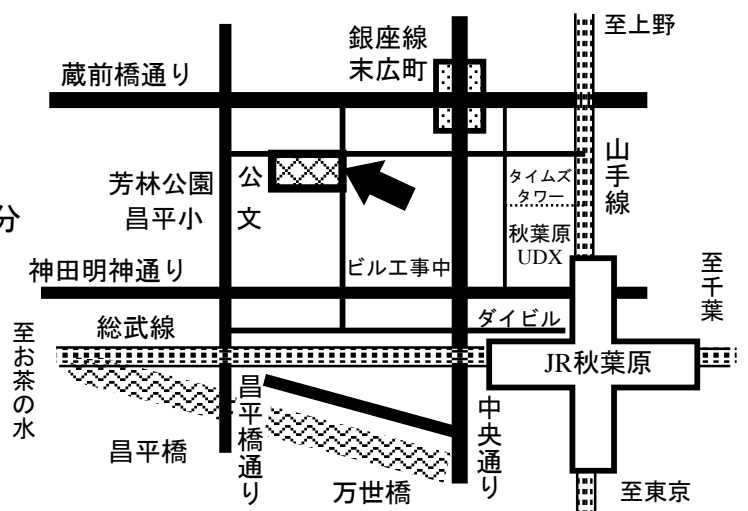 至上野
銀座線
末広町
蔵前橋通り
山手線
タイムズ
タワー
公文
芳林公園
昌平小
分
秋葉原
UDX
ビル工事中
神田明神通り
至千葉
ダイビル
総武線
至お茶の水
JR秋葉原
昌平橋通り
中央通り
昌平橋
万世橋
至東京